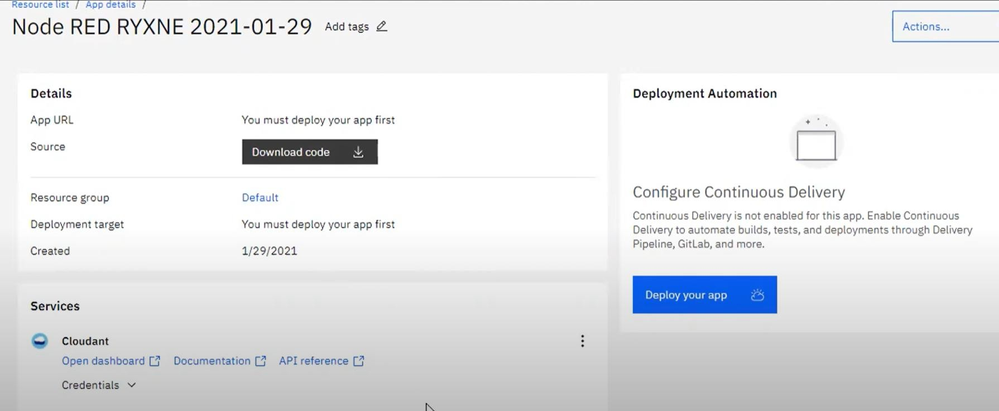 Resource list / App details /
Node RED RYXNE 2021-01-29 Add tags
Actions...
Details
App URL You must deploy your app first
Source Download code
Resource group Default
Deployment target You must deploy your app first
Created 1/29/2021
Services
Cloudant
Open dashboard Documentation API reference
Credentials
Deployment Automation
Configure Continuous Delivery
Continuous Delivery is not enabled for this app. Enable Continuous
Delivery to automate builds, tests, and deployments through Delivery
Pipeline, GitLab, and more.
Deploy your app